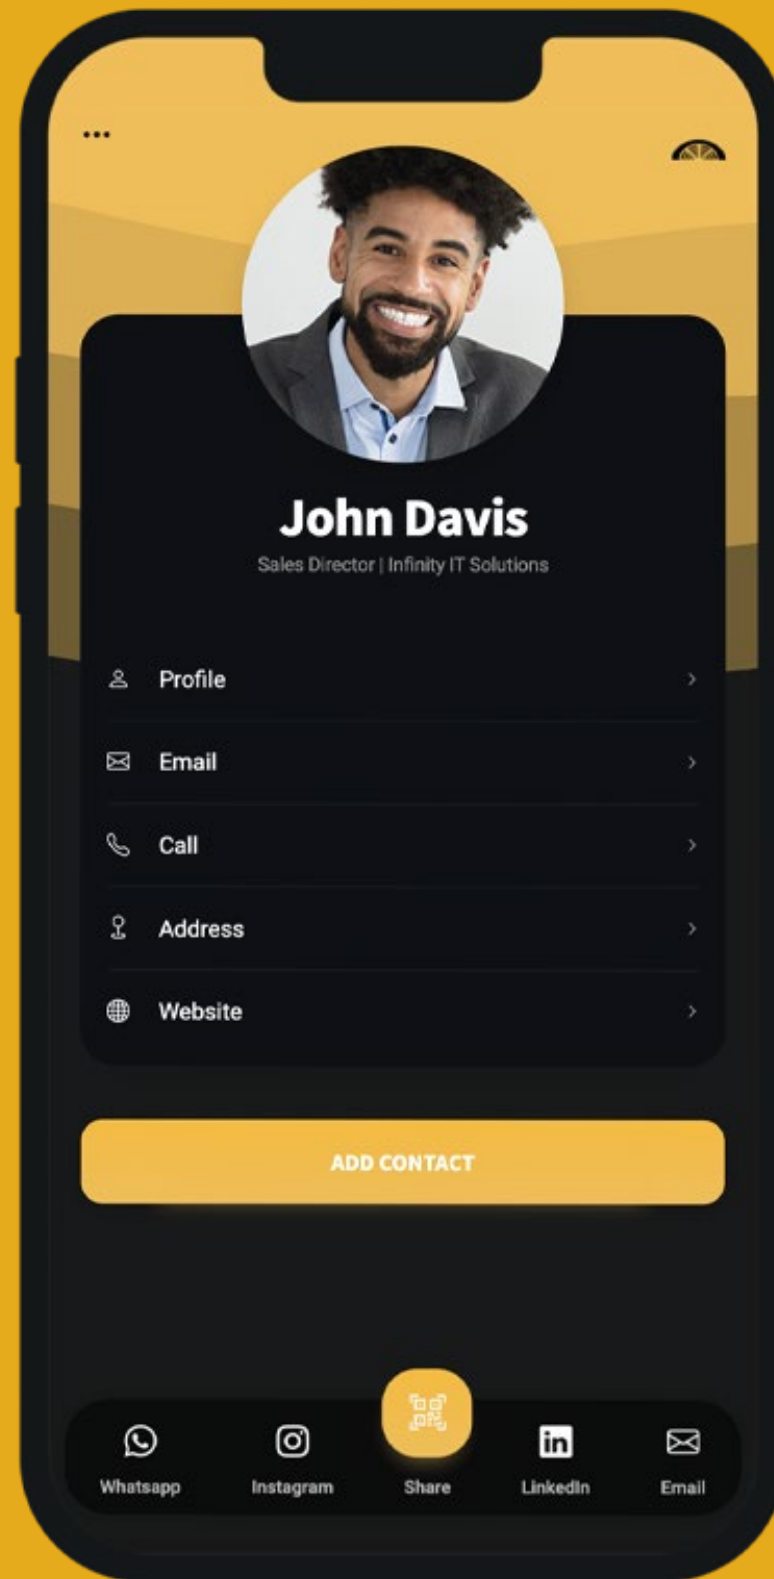 John Davis
Sales Director | Infinity IT Solutions
Profile
Email
Call
Address
Website
ADD CONTACT
Whatsapp
Instagram
Share
LinkedIn
Email